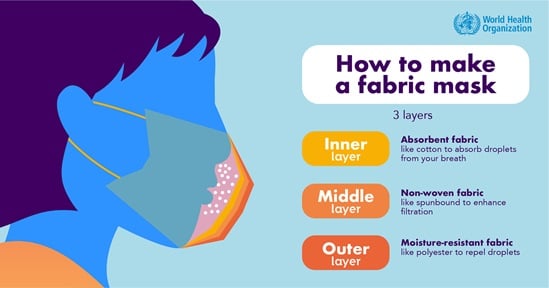 World Health
Organization
How to make
a fabric mask
3 layers
Inner
layer
Absorbent fabric
like cotton to absorb droplets
from your breath
Middle
layer
Non-woven fabric
like spunbound to enhance
filtration
Outer
layer
Moisture-resistant fabric
like polyester to repel droplets